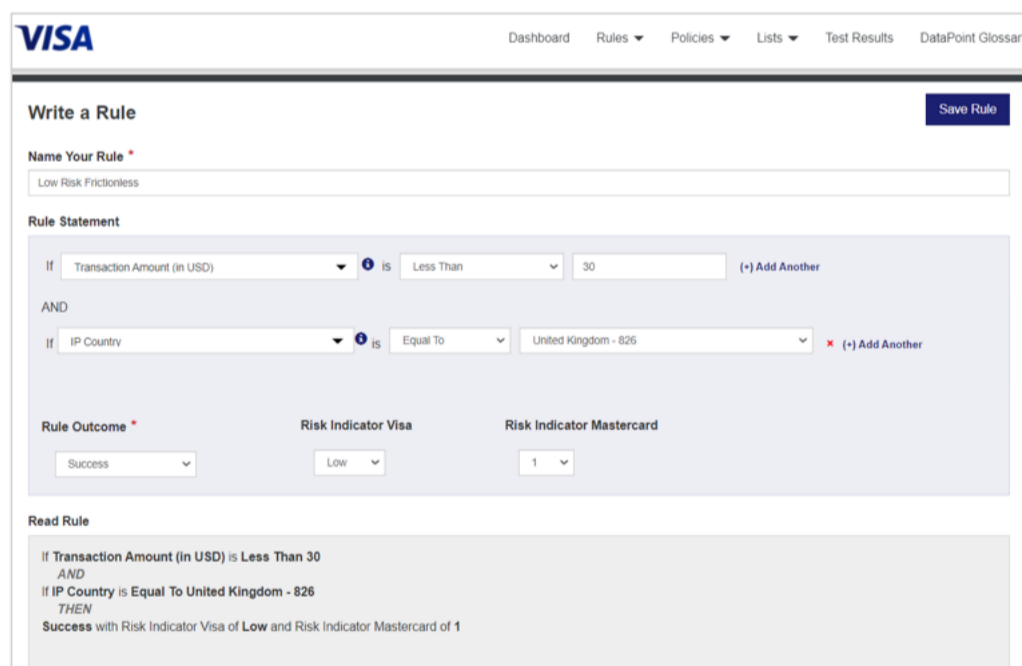 VISA
Dashboard Rules Policies Lists Test Results DataPoint Glossar
Write a Rule
Save Rule
Name Your Rule *
Low Risk Frictionless
Rule Statement
If Transaction Amount (in USD) is Less Than 30 (+) Add Another
AND
If IP Country is Equal To United Kingdom - 826 × (+) Add Another
Rule Outcome * Risk Indicator Visa Risk Indicator Mastercard
Success Low 1
Read Rule
If Transaction Amount (in USD) is Less Than 30
AND
If IP Country is Equal To United Kingdom - 826
THEN
Success with Risk Indicator Visa of Low and Risk Indicator Mastercard of 1